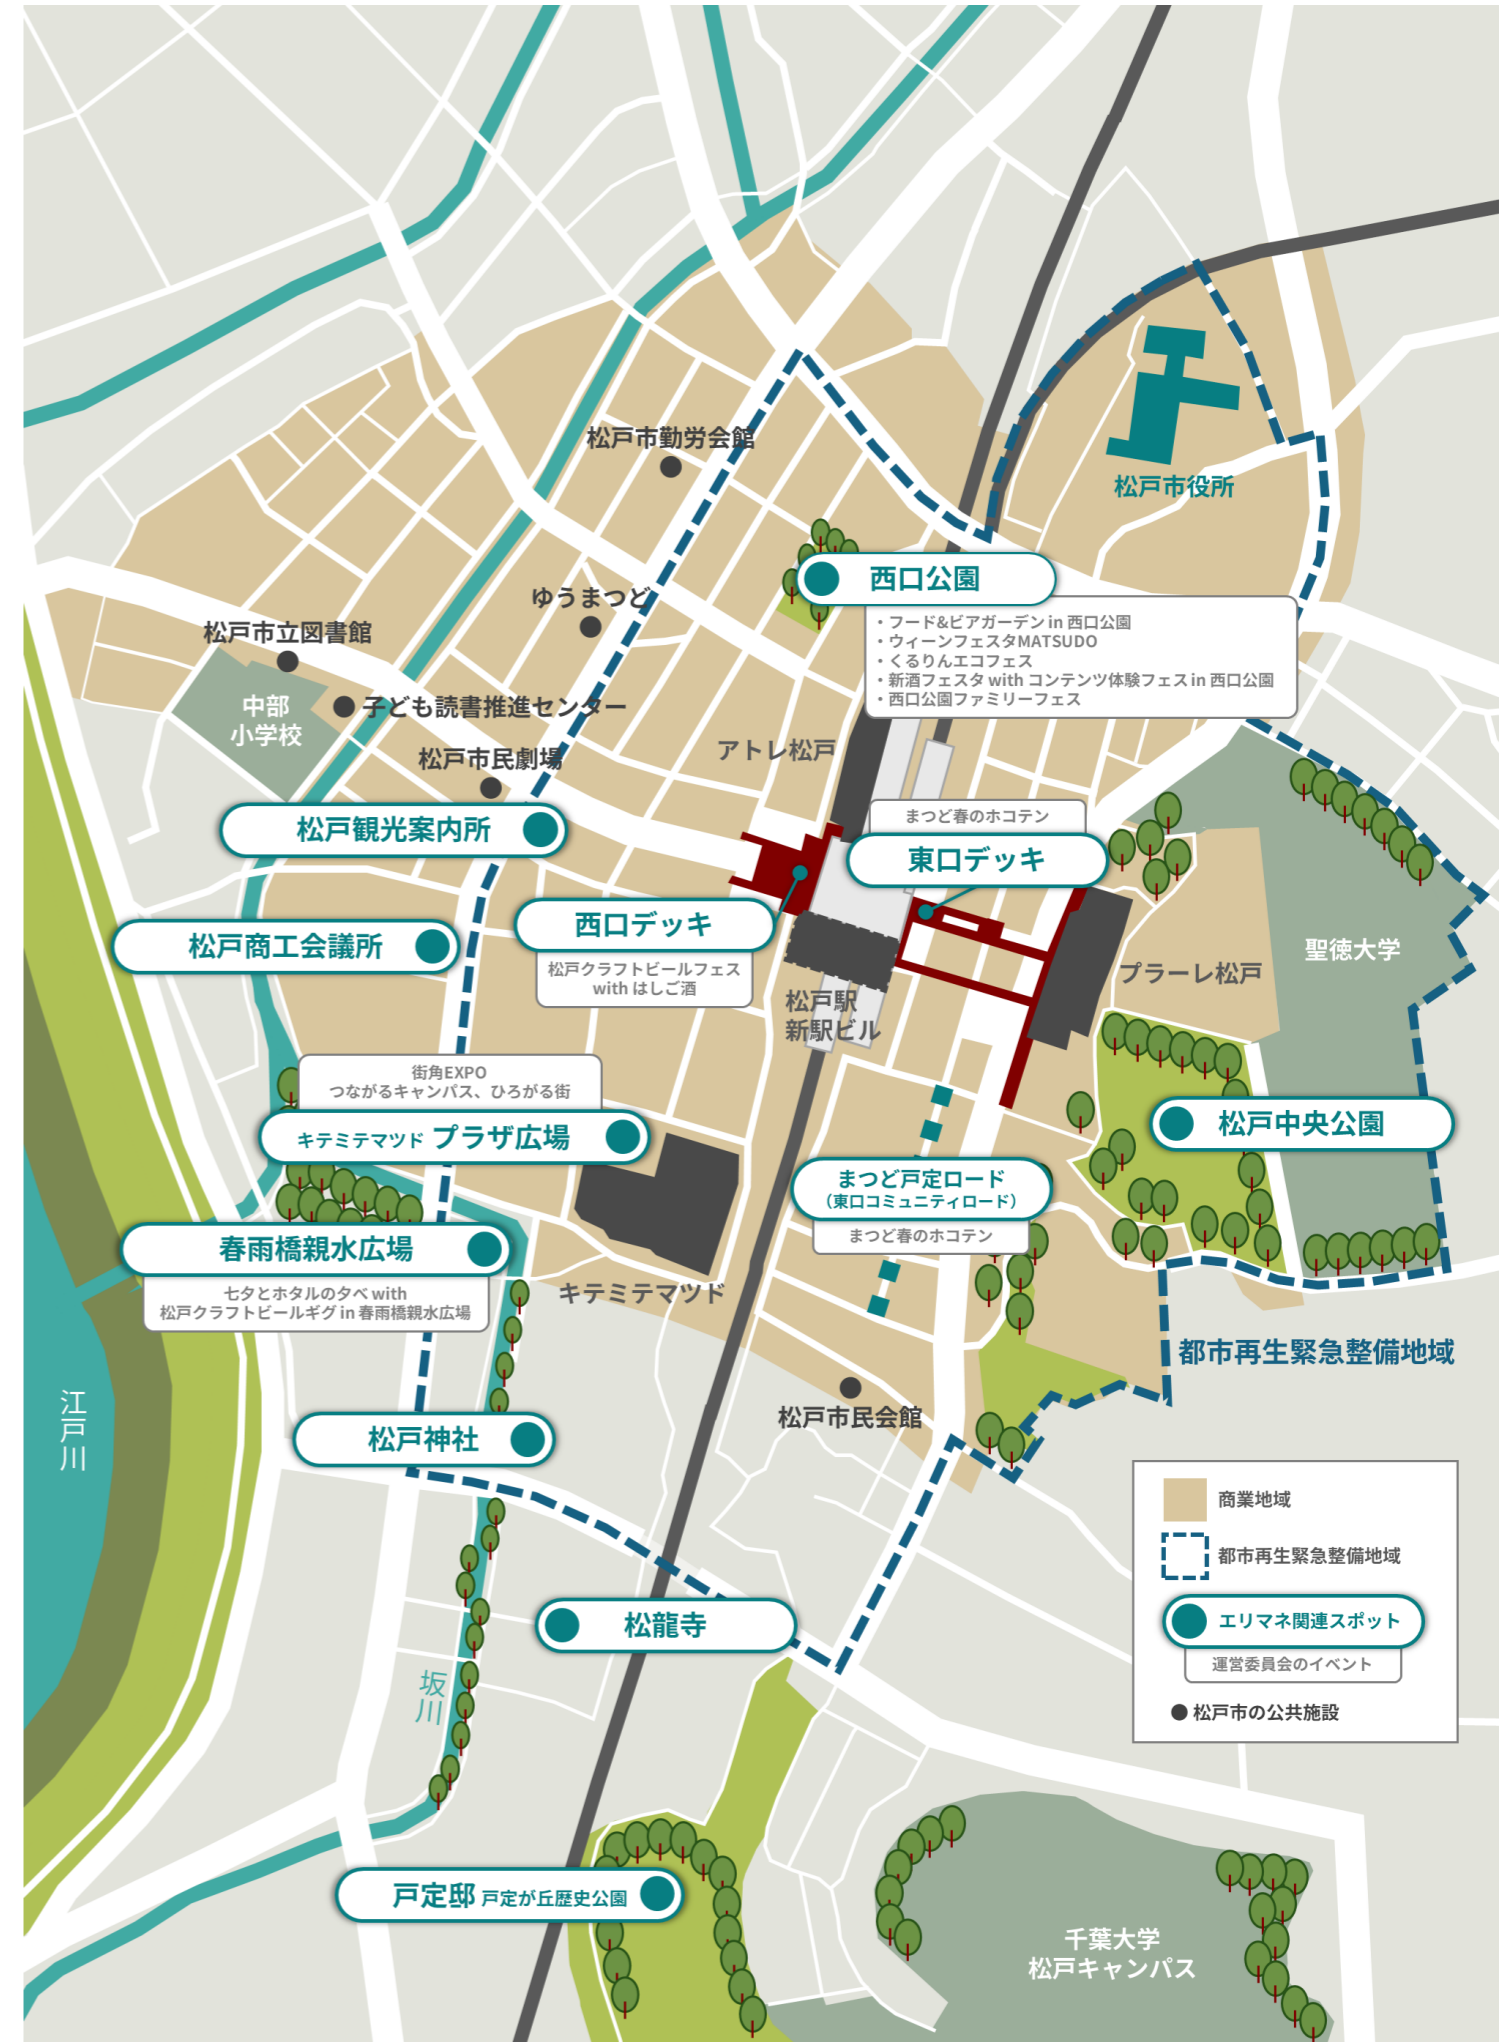 松戸市勤労会館
松戸市役所
西口公園
・フード&ビアガーデン in 西口公園
・ウィーンフェスタMATSUDO
・くるりんエコフェス
・新酒フェスタ with コンテンツ体験フェス in 西口公園
・西口公園ファミリーフェス
ゆうまつど
松戸市立図書館
中部
小学校
子ども読書推進センター
松戸市民劇場
アトレ松戸
松戸観光案内所
まつど春のホコテン
東口デッキ
西口デッキ
松戸クラフトビールフェス
with はしご酒
松戸商工会議所
聖徳大学
プラーレ松戸
松戸駅
新駅ビル
街角EXPO
つながるキャンパス、ひろがる街
キテミテマツド プラザ広場
松戸中央公園
まつど戸定ロード
（東口コミュニティロード）
まつど春のホコテン
春雨橋親水広場
七夕とホタルの夕べ with
松戸クラフトビールギグ in 春雨橋親水広場
キテミテマツド
都市再生緊急整備地域
江戸川
松戸市民会館
松戸神社
松龍寺
坂川
戸定邸 戸定が丘歴史公園
千葉大学
松戸キャンパス
商業地域
都市再生緊急整備地域
エリマネ関連スポット
運営委員会のイベント
松戸市の公共施設